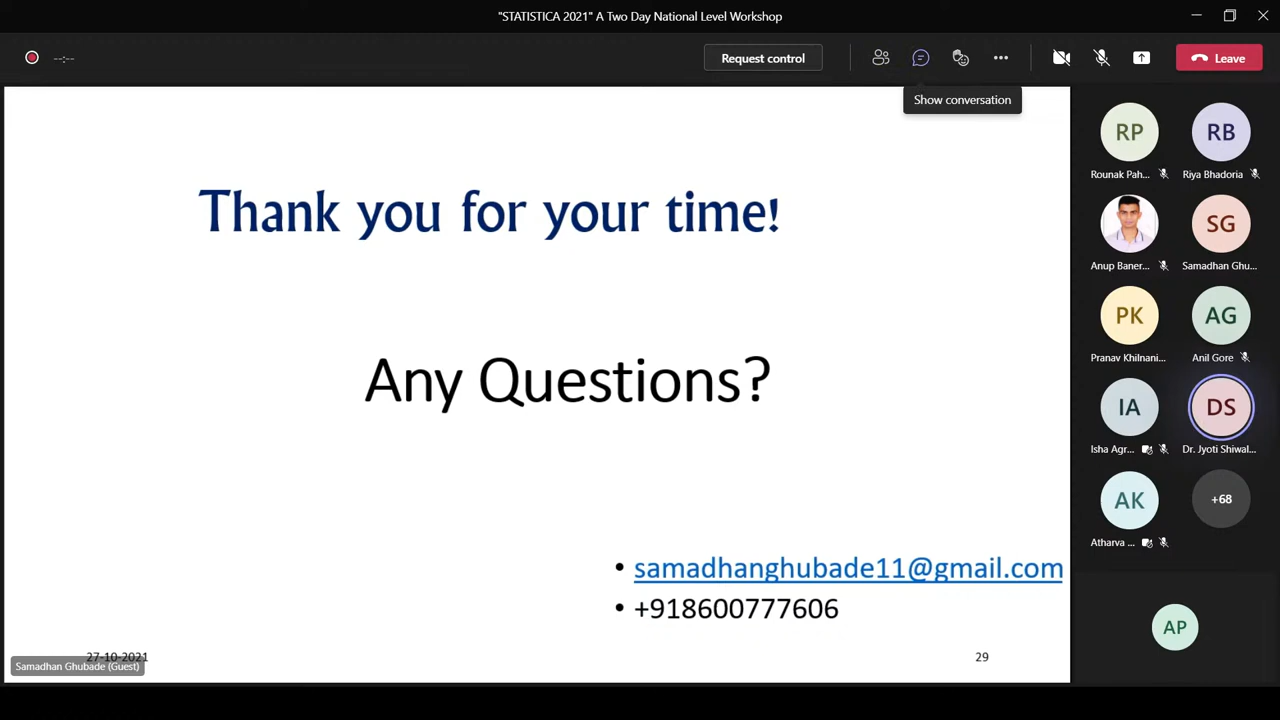 "STATISTICA 2021" A Two Day National Level Workshop
--:--
Request control
Leave
Show conversation
Thank you for your time!
Any Questions?
• samadhanghubade11@gmail.com
• +918600777606
27-10-2021
29
Samadhan Ghubade (Guest)
RP
RB
Rounak Pah...
Riya Bhadoria
SG
Anup Baner...
Samadhan Ghu...
PK
AG
Pranav Khilnani...
Anil Gore
IA
DS
Isha Agr...
Dr. Jyoti Shiwal...
AK
+68
Atharva ...
AP